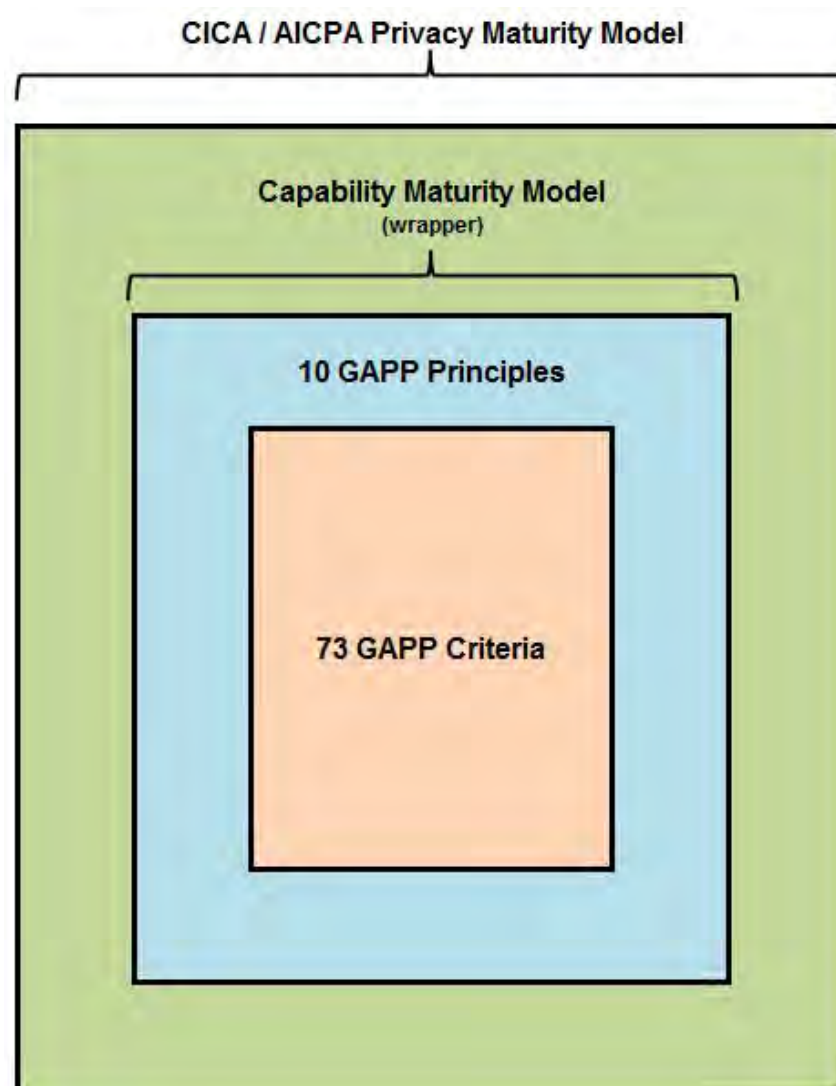 CICA / AICPA Privacy Maturity Model
Capability Maturity Model
(wrapper)
10 GAPP Principles
73 GAPP Criteria